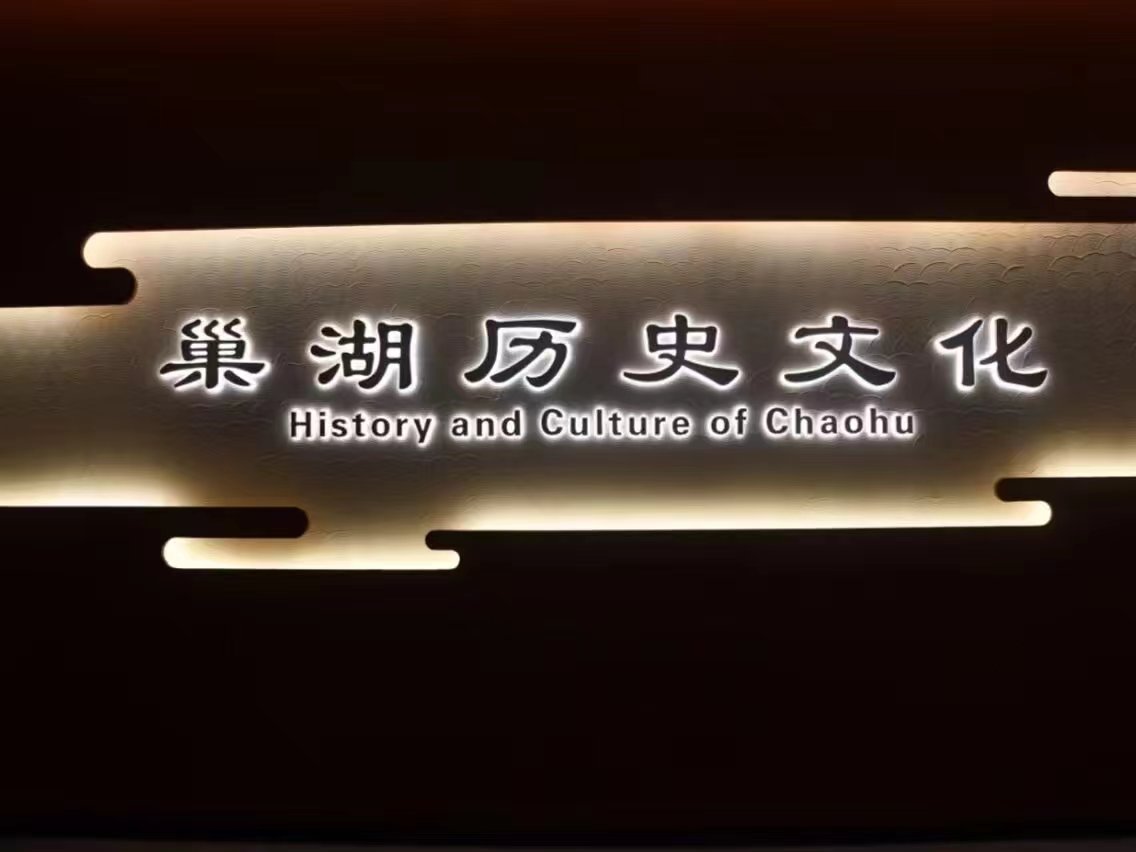 巢湖历史文化
History and Culture of Chaohu